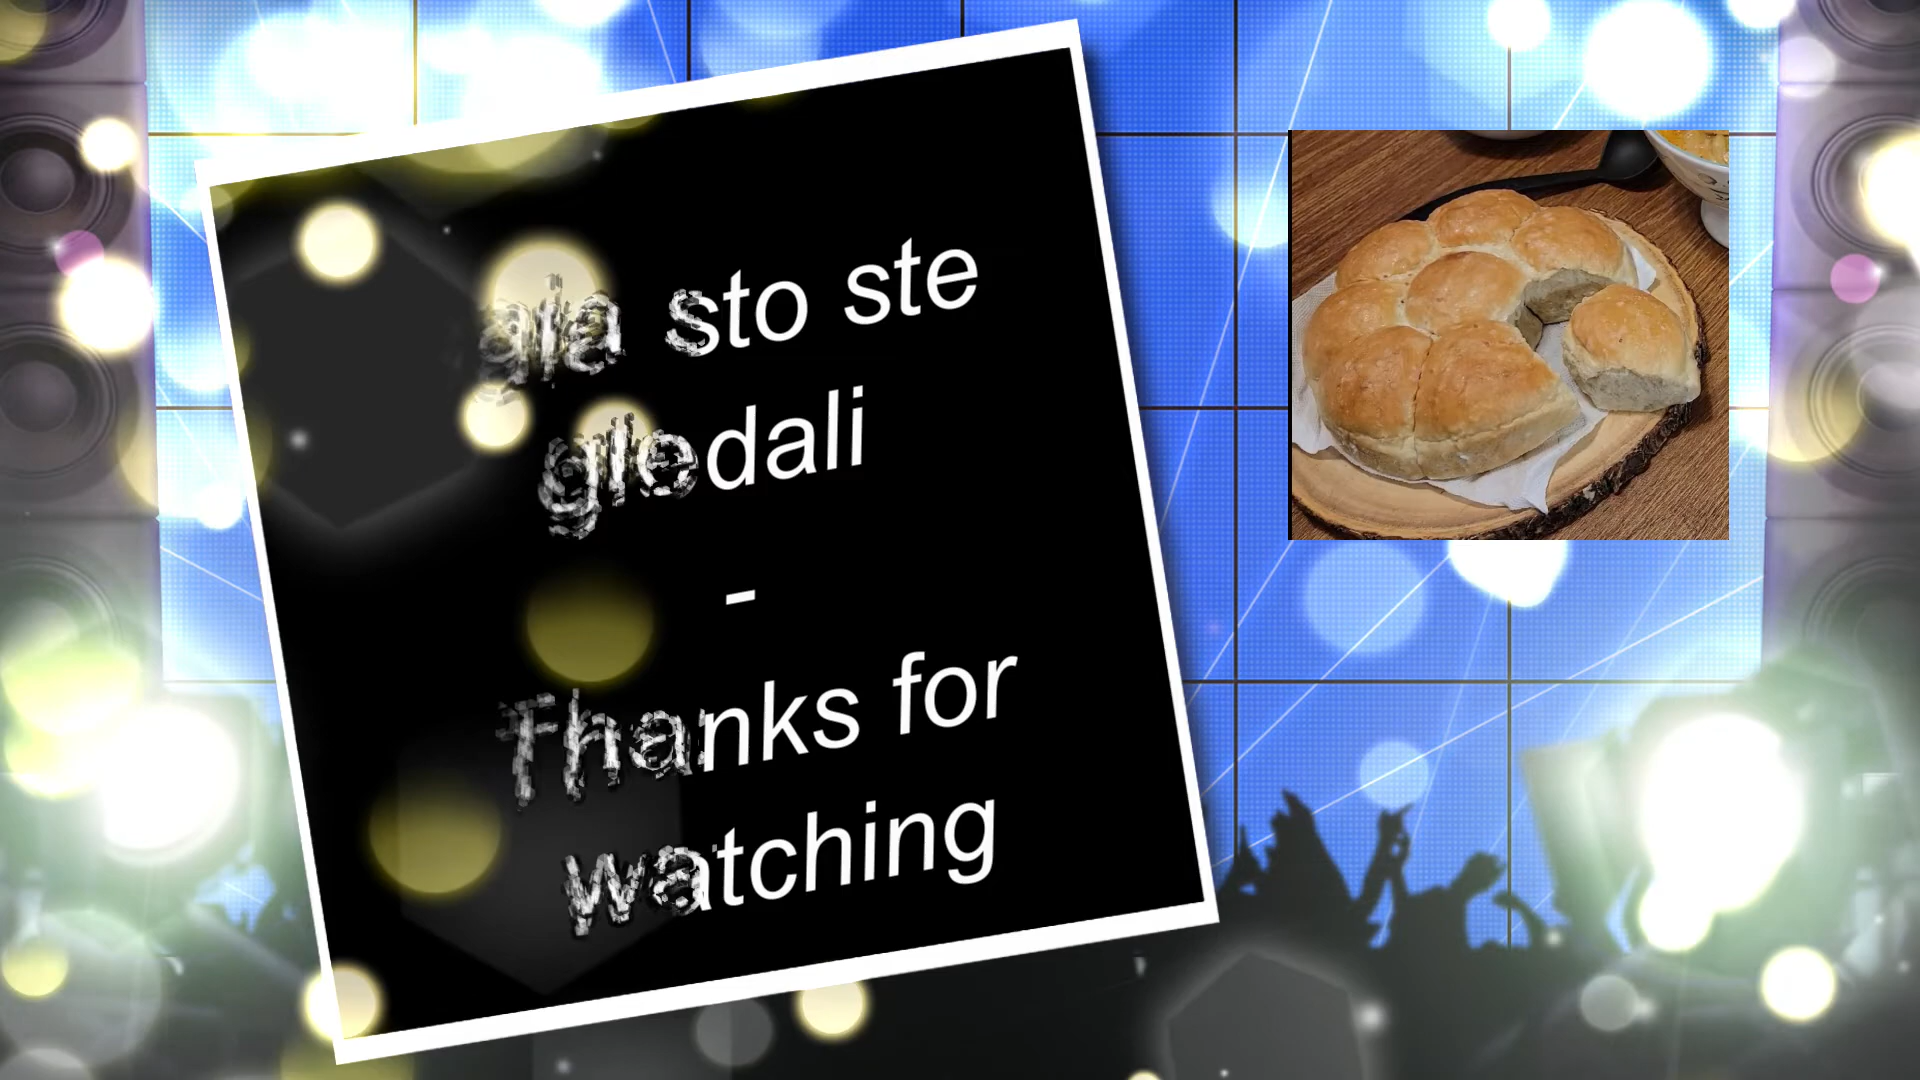 sto ste
gledali
-
Thanks for
watching